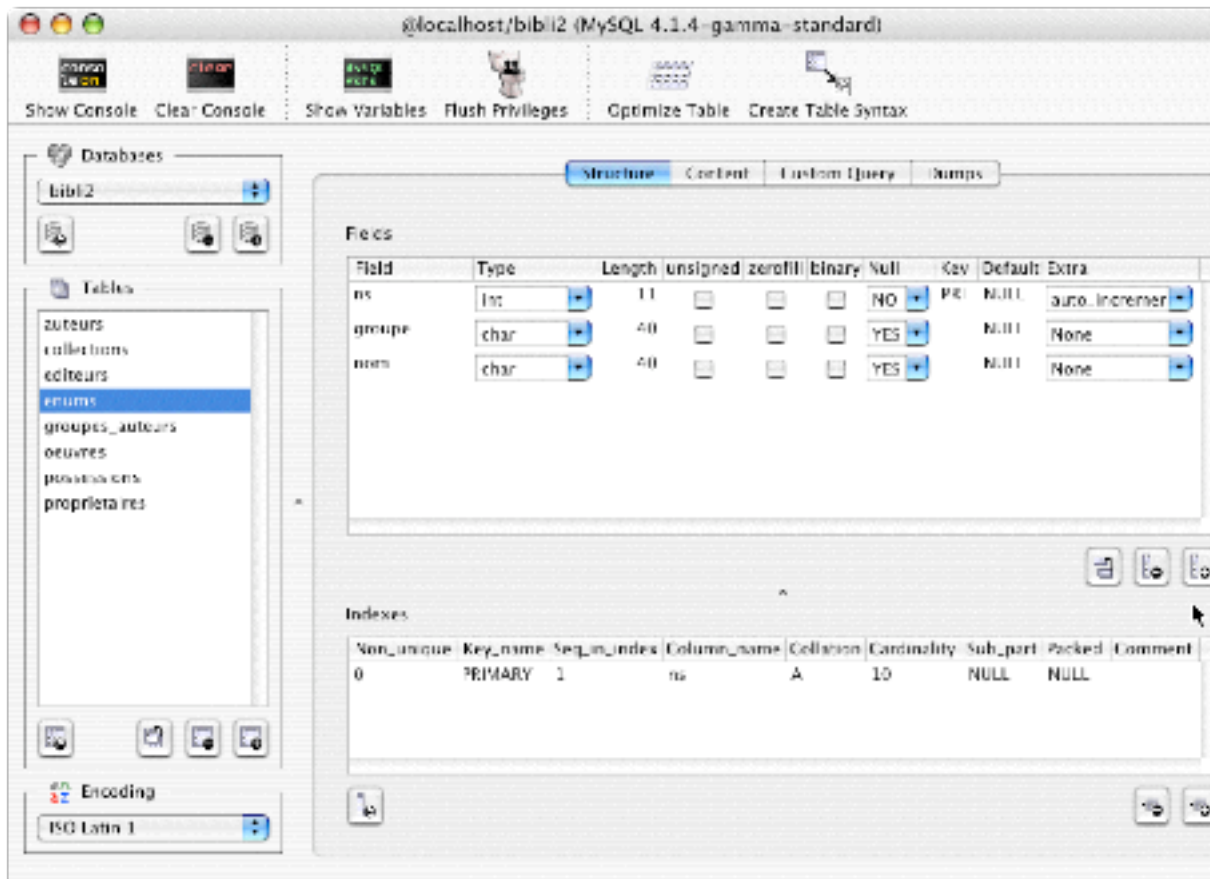 @localhost/bibli2 (MySQL 4.1.4-gamma-standard)
Show Console Clear Console Show Variables Flush Privileges Optimize Table Create Table Syntax
Databases
bibli2
Structure Content Custom Query Dumps
Fields
Field Type Length unsigned zerofill binary Null Key Default Extra
ns int 11 NO PRI NULL auto_incremen
groupe char 40 YES NULL None
nom char 40 YES NULL None
Tables
auteurs
collections
editeurs
enums
groupes_auteurs
oeuvres
possessions
proprietaires
Indexes
Non_unique Key_name Seq_in_index Column_name Collation Cardinality Sub_part Packed Comment
0 PRIMARY 1 ns A 10 NULL NULL
Encoding
ISO Latin 1